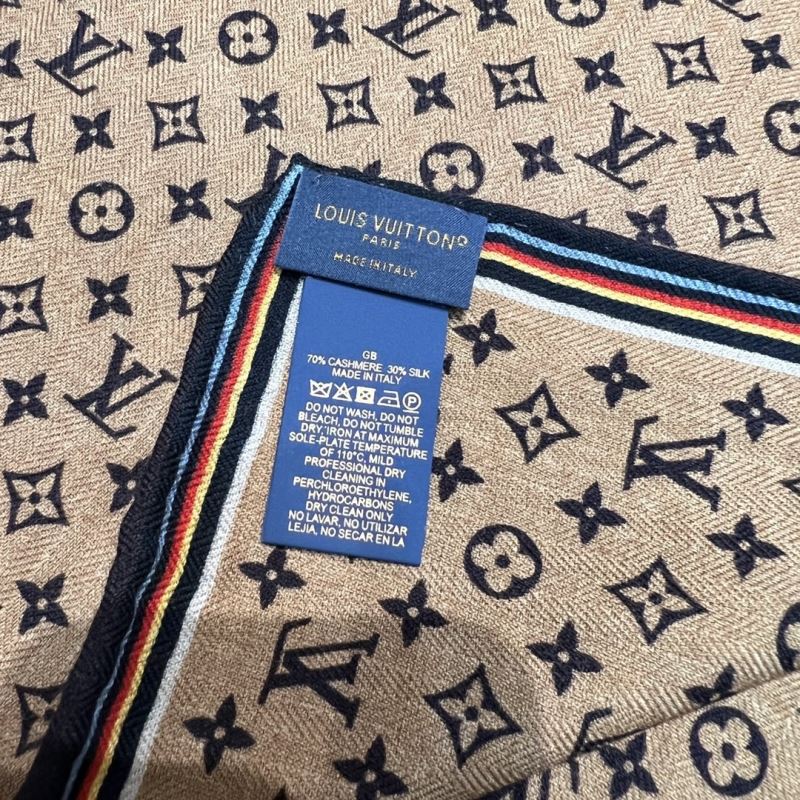 LOUIS VUITTON®
PARIS
MADE IN ITALY
GB
70% CASHMERE 30% SILK
MADE IN ITALY
DO NOT WASH, DO NOT
BLEACH, DO NOT TUMBLE
DRY, IRON AT MAXIMUM
SOLE-PLATE TEMPERATURE
OF 110°C, MILD
PROFESSIONAL DRY
CLEANING IN
PERCHLOROETHYLENE,
HYDROCARBONS
DRY CLEAN ONLY
NO LAVAR, NO UTILIZAR
LEJIA, NO SECAR EN LA